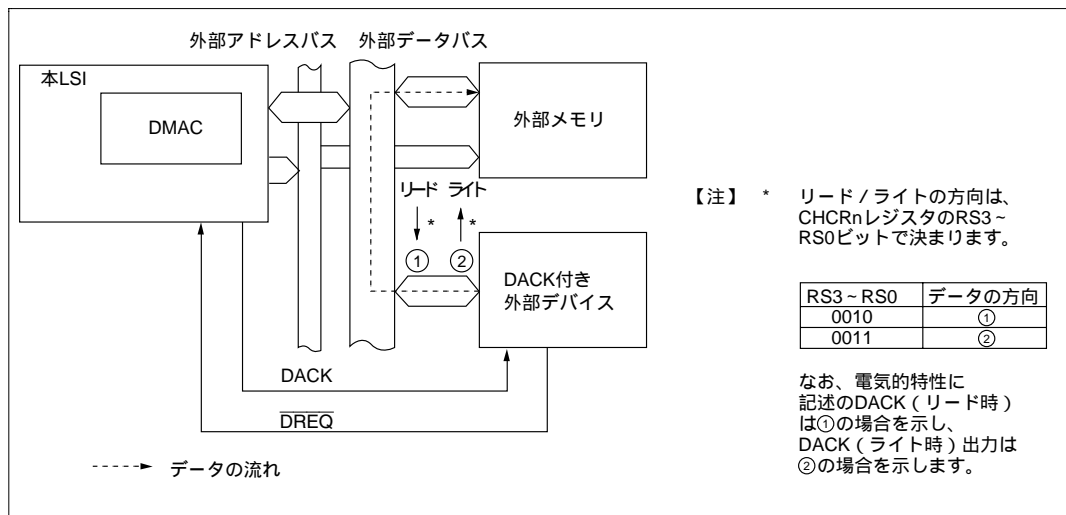 外部アドレスバス 外部データバス
本LSI
DMAC
外部メモリ
リード ライト
* *
① ②
DACK付き
外部デバイス
DACK
DREQ
データの流れ
【注】 * リード / ライトの方向は、
CHCRnレジスタのRS3~
RS0ビットで決まります。
RS3~RS0 データの方向
0010 ①
0011 ②
なお、電気的特性に
記述のDACK(リード時)
は①の場合を示し、
DACK(ライト時)出力は
②の場合を示します。